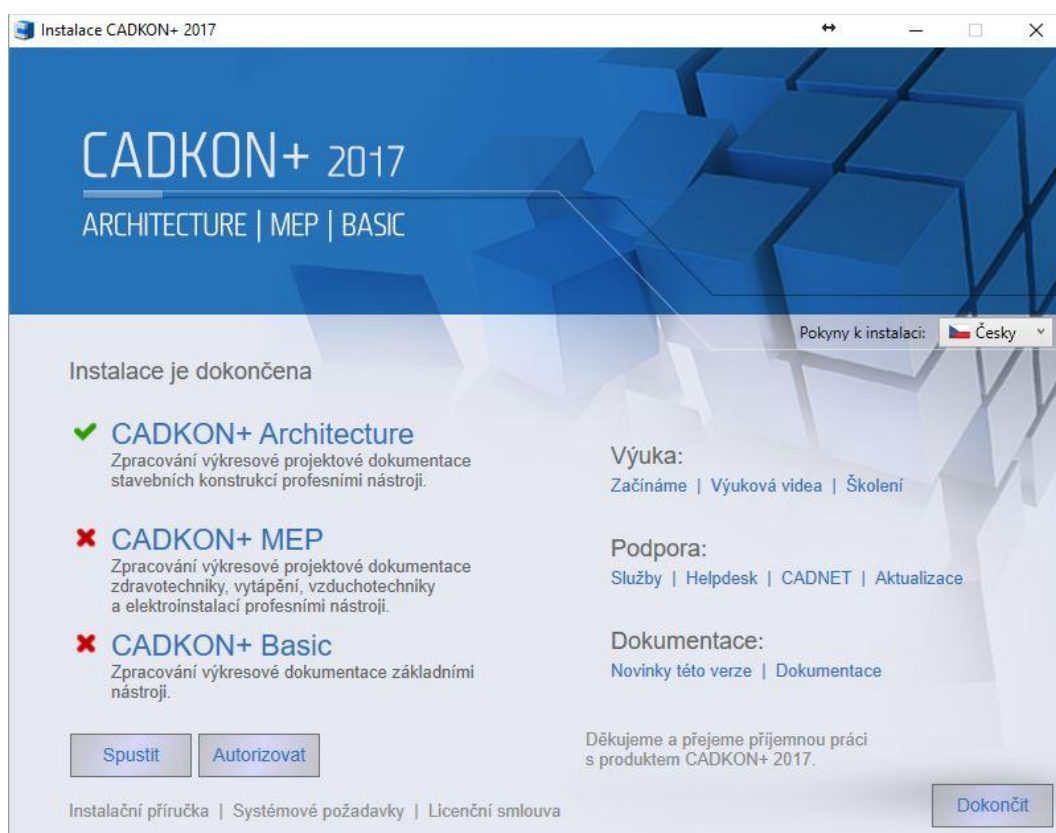 Instalace CADKON+ 2017
CADKON+ 2017
ARCHITECTURE | MEP | BASIC
Pokyny k instalaci:
Česky
Instalace je dokončena
CADKON+ Architecture
Zpracování výkresové projektové dokumentace
stavebních konstrukcí profesními nástroji.
CADKON+ MEP
Zpracování výkresové projektové dokumentace
zdravotechniky, vytápění, vzduchotechniky
a elektroinstalací profesními nástroji.
CADKON+ Basic
Zpracování výkresové dokumentace základními
nástroji.
Výuka:
Začínáme | Výuková videa | Školení
Podpora:
Služby | Helpdesk | CADNET | Aktualizace
Dokumentace:
Novinky této verze | Dokumentace
Spustit
Autorizovat
Děkujeme a přejeme příjemnou práci
s produktem CADKON+ 2017.
Instalační příručka | Systémové požadavky | Licenční smlouva
Dokončit